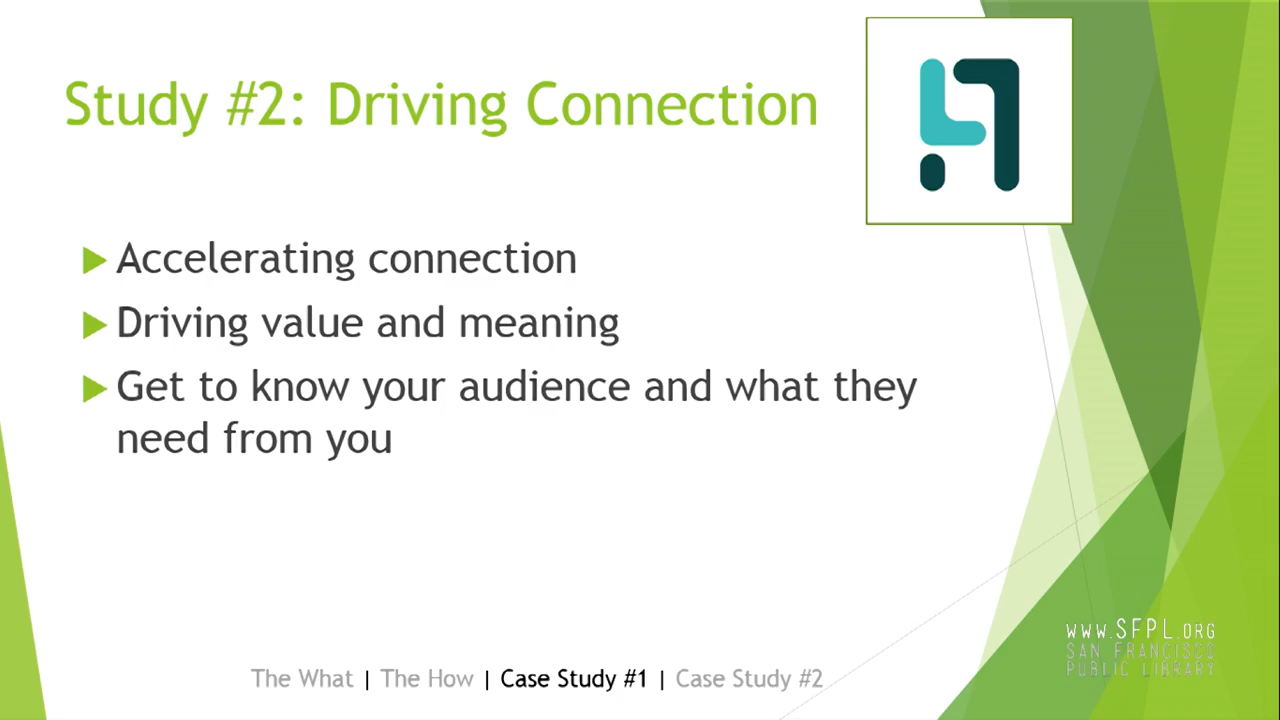 Study #2: Driving Connection
Accelerating connection
Driving value and meaning
Get to know your audience and what they
need from you
The What | The How | Case Study #1 | Case Study #2
WWW.SFPL.ORG
SAN FRANCISCO
PUBLIC LIBRARY